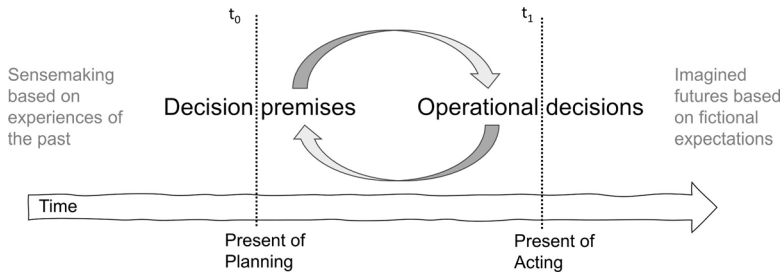 t0
t1
Sensemaking
based on
experiences of
the past
Decision premises
Operational decisions
Imagined
futures based
on fictional
expectations
Time
Present of
Planning
Present of
Acting